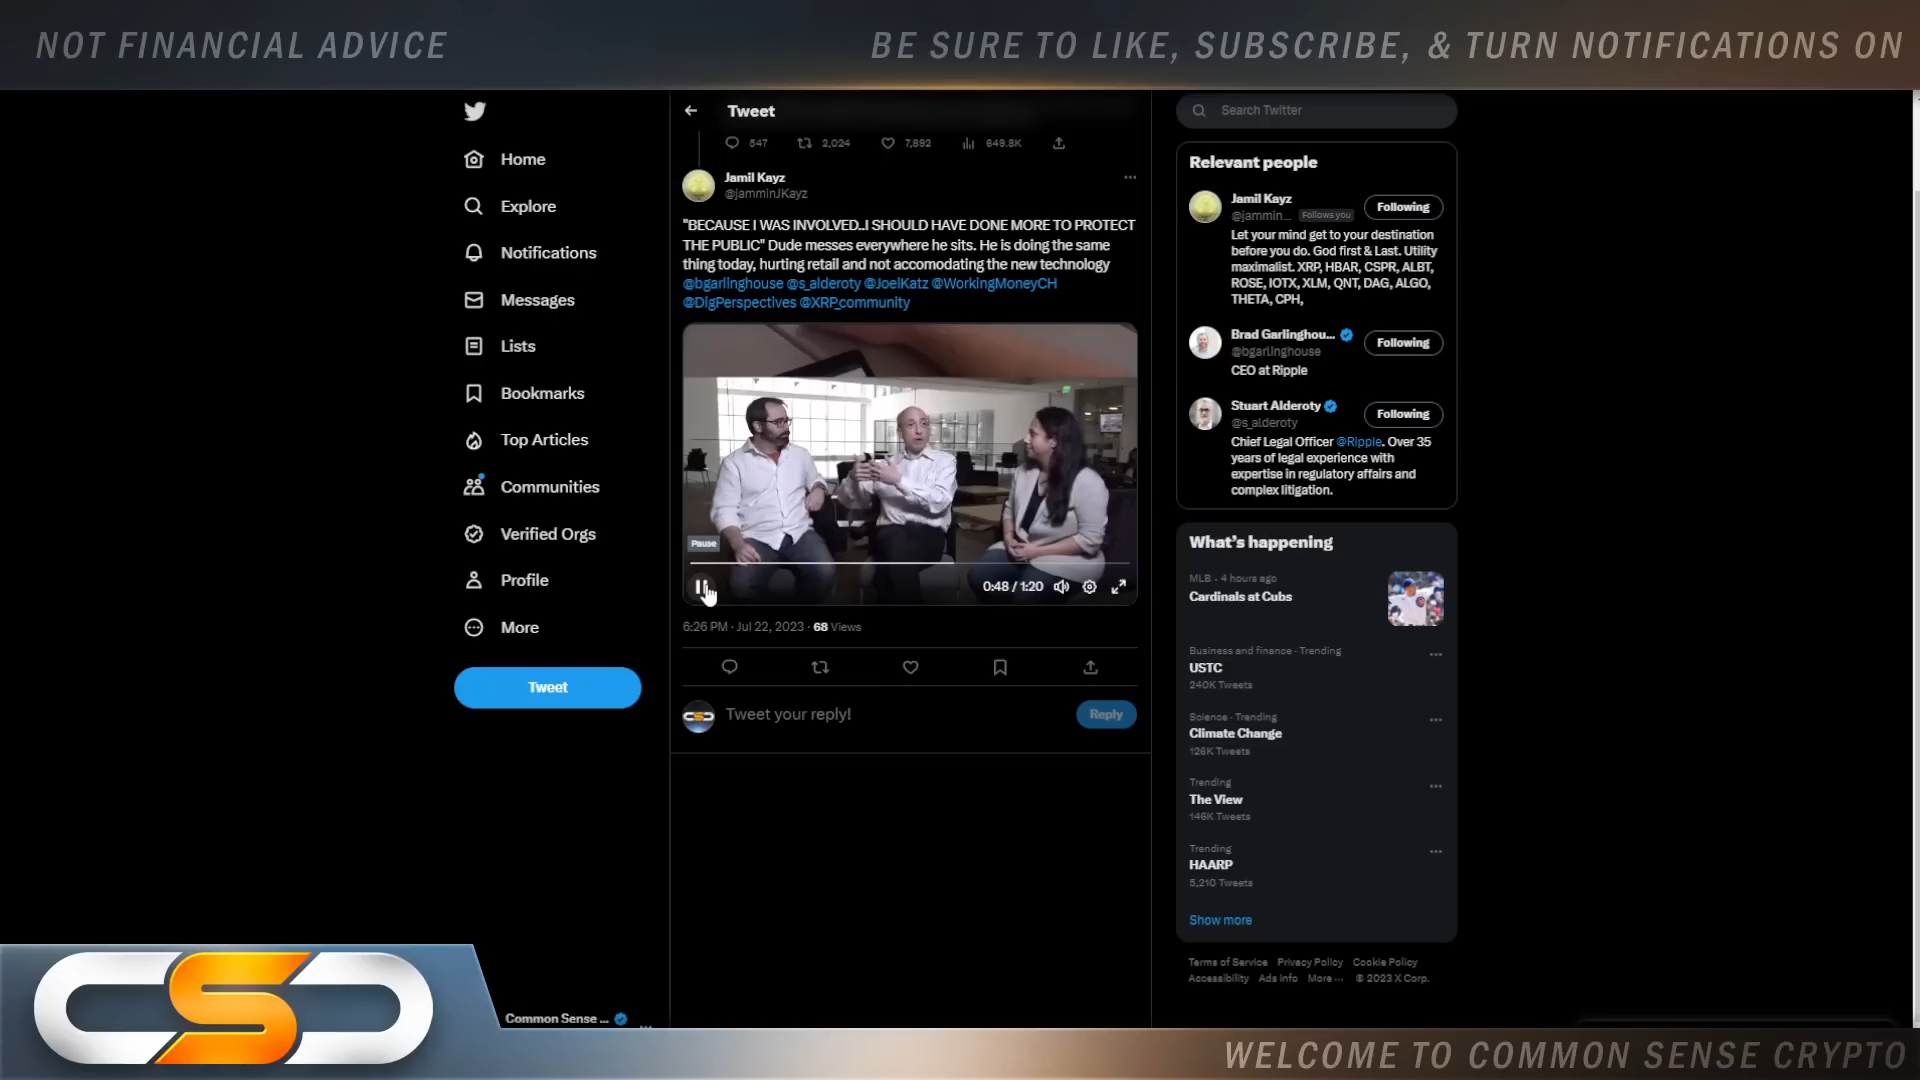 NOT FINANCIAL ADVICE
BE SURE TO LIKE, SUBSCRIBE, & TURN NOTIFICATIONS ON
Home
Explore
Notifications
Messages
Lists
Bookmarks
Top Articles
Communities
Verified Orgs
Profile
More
Tweet
Common Sense ...
Tweet
547 2,024 7,892 649.8K
Jamil Kayz
@jamminJKayz
"BECAUSE I WAS INVOLVED..I SHOULD HAVE DONE MORE TO PROTECT
THE PUBLIC" Dude messes everywhere he sits. He is doing the same
thing today, hurting retail and not accomodating the new technology
@bgarlinghouse @s_alderoty @JoelKatz @WorkingMoneyCH
@DigPerspectives @XRP_community
Pause
0:48 / 1:20
6:26 PM · Jul 22, 2023 · 68 Views
CSC
Tweet your reply!
Reply
Search Twitter
Relevant people
Jamil Kayz
@jammin... Follows you
Following
Let your mind get to your destination
before you do. God first & Last. Utility
maximalist. XRP, HBAR, CSPR, ALBT,
ROSE, IOTX, XLM, QNT, DAG, ALGO,
THETA, CPH,
Brad Garlinghou...
@bgarlinghouse
Following
CEO at Ripple
Stuart Alderoty
@s_alderoty
Following
Chief Legal Officer @Ripple. Over 35
years of legal experience with
expertise in regulatory affairs and
complex litigation.
What's happening
MLB · 4 hours ago
Cardinals at Cubs
Business and finance · Trending
USTC
240K Tweets
Science · Trending
Climate Change
126K Tweets
Trending
The View
146K Tweets
Trending
HAARP
5,210 Tweets
Show more
Terms of Service Privacy Policy Cookie Policy
Accessibility Ads info More ··· © 2023 X Corp.
CSC
WELCOME TO COMMON SENSE CRYPTO